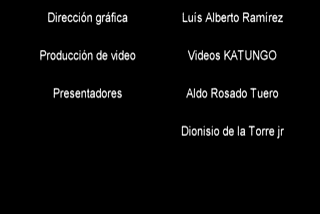 Dirección gráfica Luis Alberto Ramírez
Producción de video Videos KATUNGO
Presentadores Aldo Rosado Tuero
Dionisio de la Torre jr